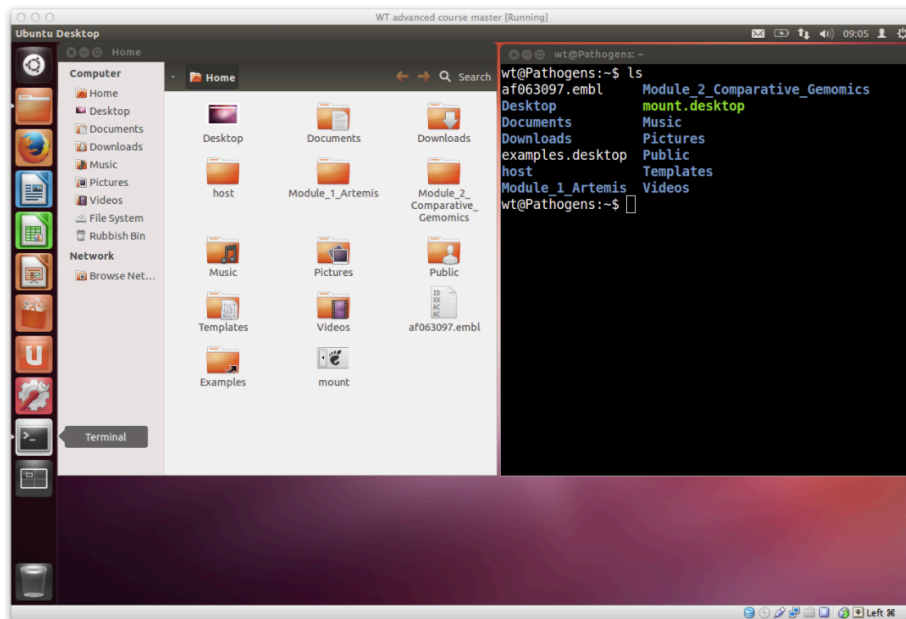 WT advanced course master [Running]
Ubuntu Desktop
09:05
Home
Computer
Home
Desktop
Documents
Downloads
Music
Pictures
Videos
File System
Rubbish Bin
Network
Browse Net...
Home
Search
Desktop
Documents
Downloads
host
Module_1_Artemis
Module_2_
Comparative_
Gemomics
Music
Pictures
Public
Templates
Videos
af063097.embl
Examples
mount
Terminal
wt@Pathogens: ~
wt@Pathogens:~$ ls
af063097.embl Module_2_Comparative_Gemomics
Desktop mount.desktop
Documents Music
Downloads Pictures
examples.desktop Public
host Templates
Module_1_Artemis Videos
wt@Pathogens:~$
Left ⌘